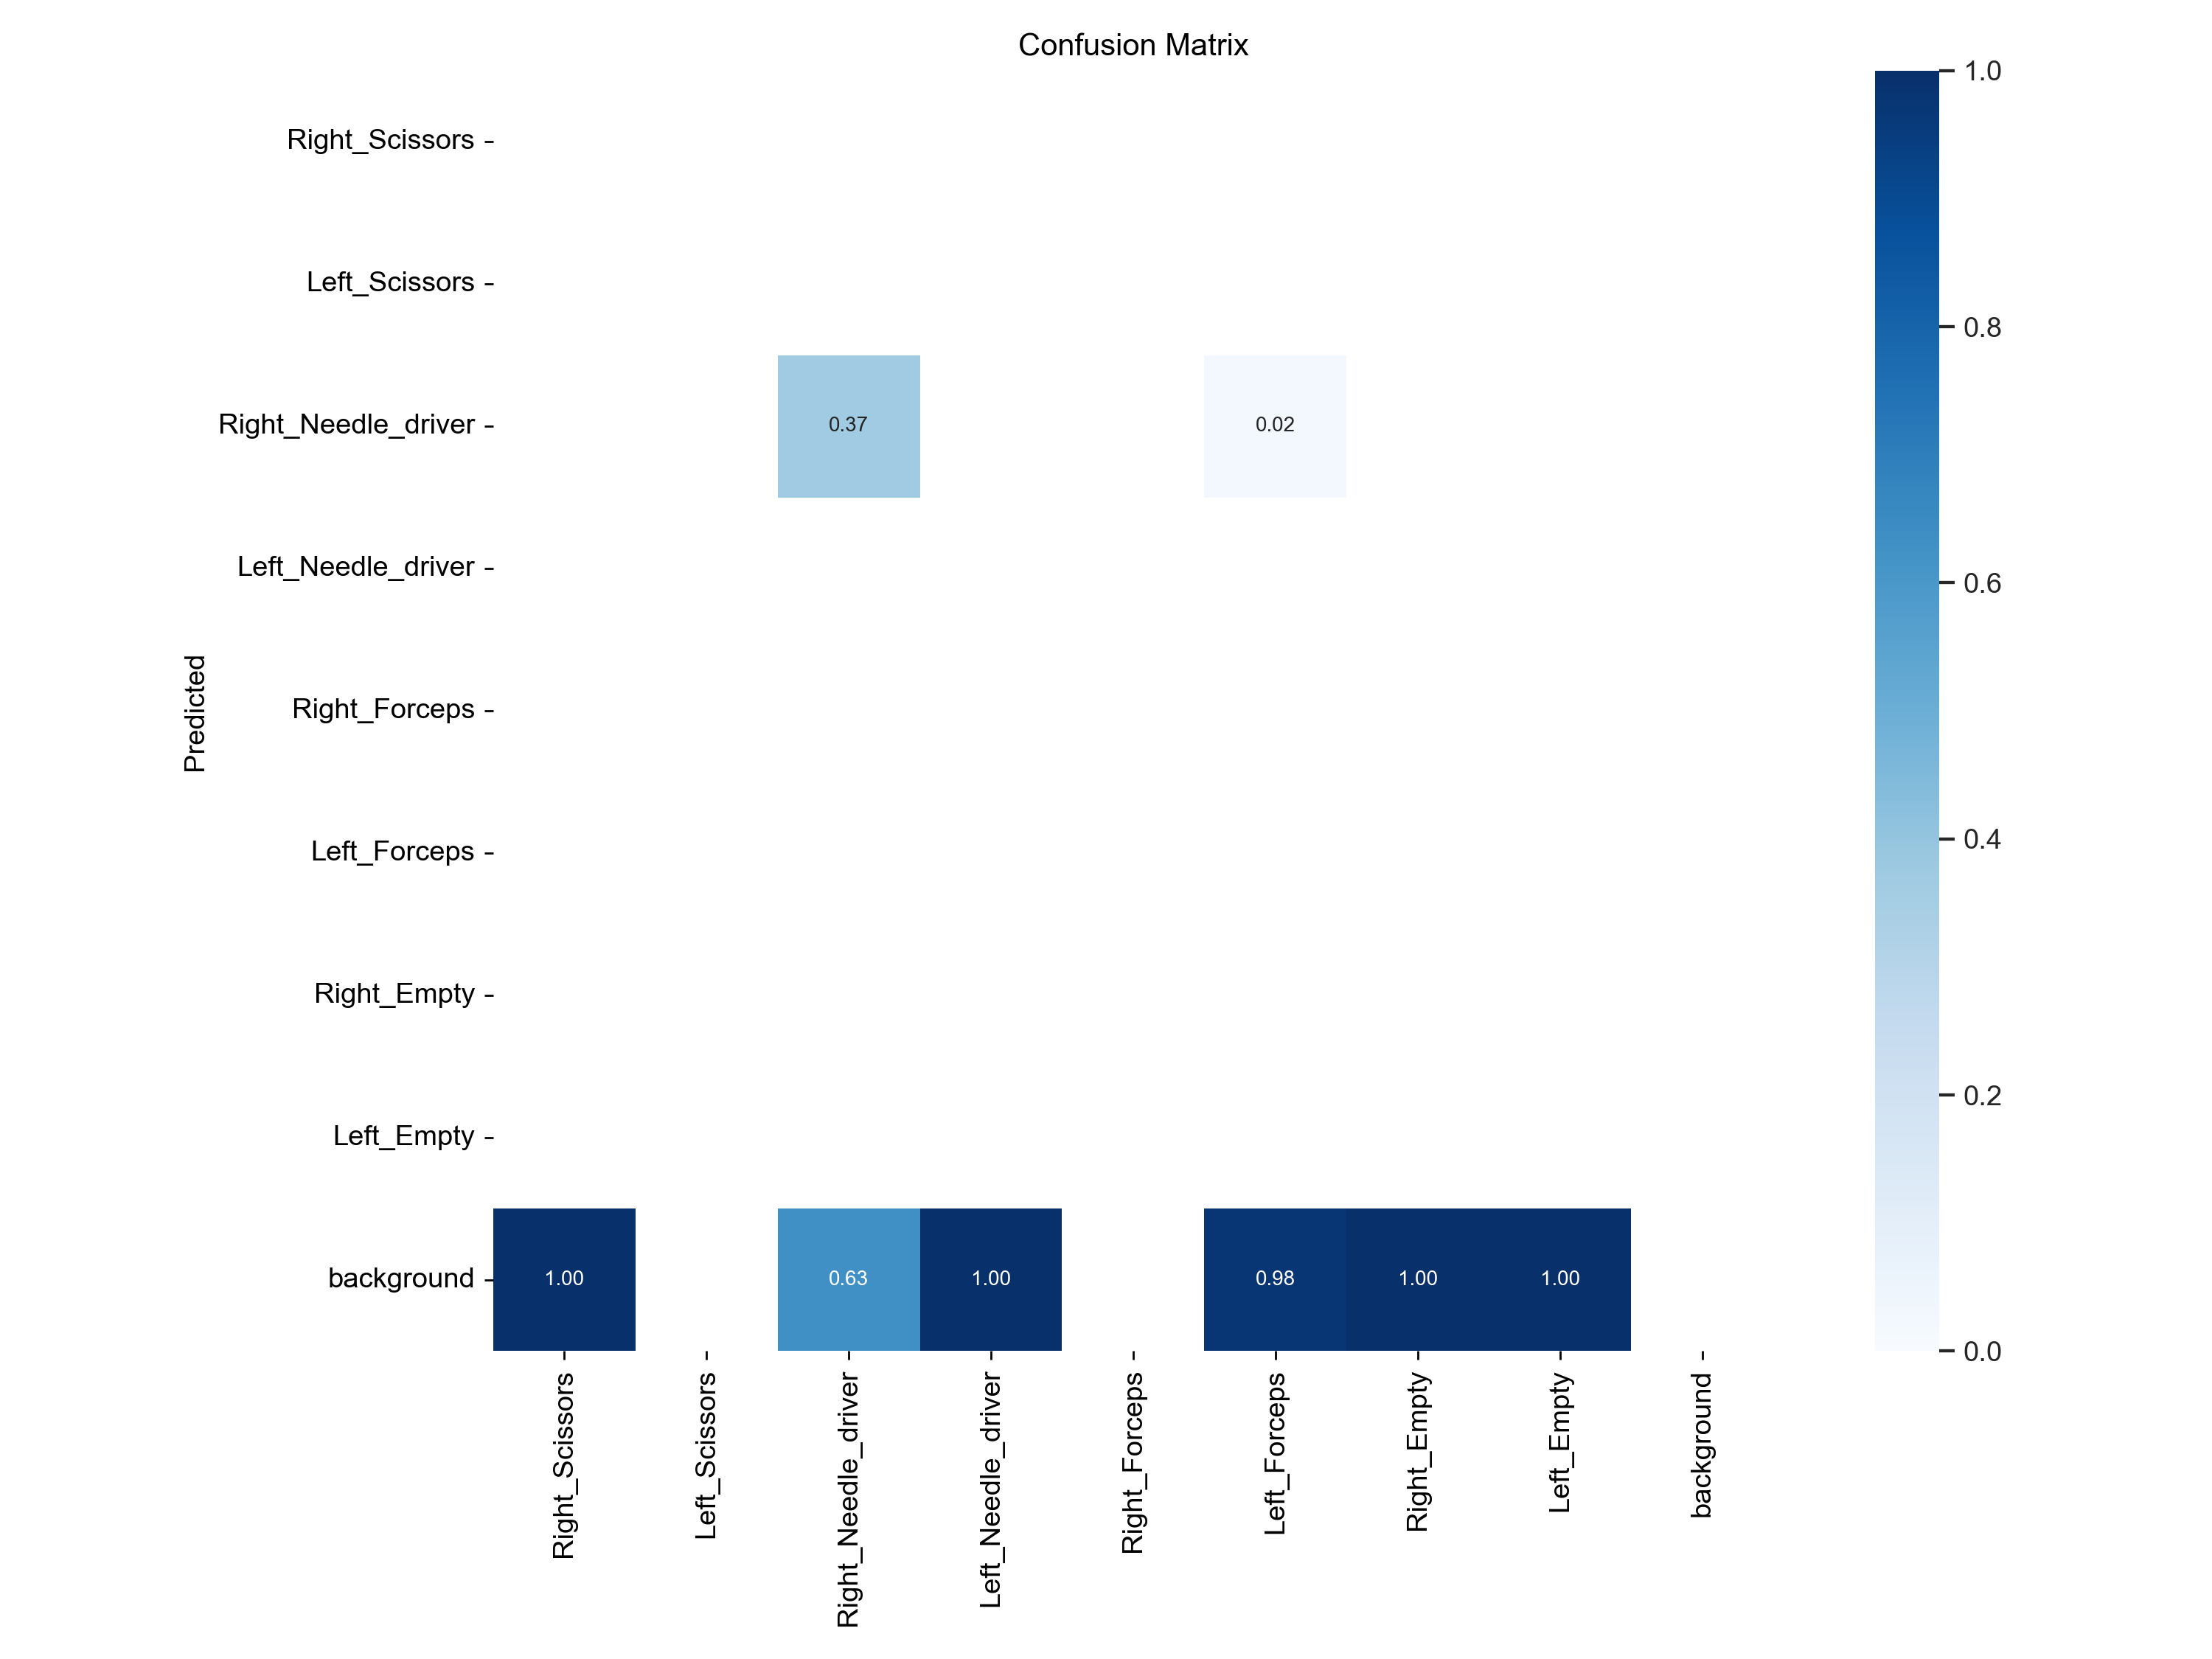 Confusion Matrix
Right_Scissors
Left_Scissors
Right_Needle_driver
Left_Needle_driver
Right_Forceps
Left_Forceps
Right_Empty
Left_Empty
background
Predicted
0.37 0.02
1.00 0.63 1.00 0.98 1.00 1.00
Right_Scissors
Left_Scissors
Right_Needle_driver
Left_Needle_driver
Right_Forceps
Left_Forceps
Right_Empty
Left_Empty
background
1.0
0.8
0.6
0.4
0.2
0.0